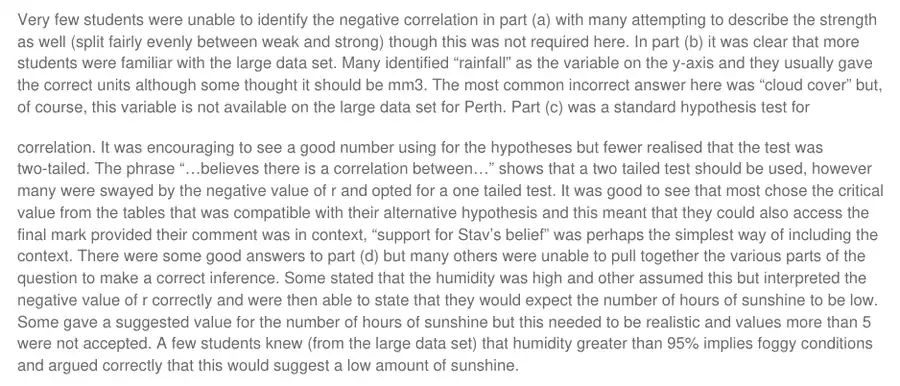 Very few students were unable to identify the negative correlation in part (a) with many attempting to describe the strength
as well (split fairly evenly between weak and strong) though this was not required here. In part (b) it was clear that more
students were familiar with the large data set. Many identified “rainfall” as the variable on the y-axis and they usually gave
the correct units although some thought it should be mm3. The most common incorrect answer here was “cloud cover” but,
of course, this variable is not available on the large data set for Perth. Part (c) was a standard hypothesis test for
correlation. It was encouraging to see a good number using for the hypotheses but fewer realised that the test was
two-tailed. The phrase “…believes there is a correlation between…” shows that a two tailed test should be used, however
many were swayed by the negative value of r and opted for a one tailed test. It was good to see that most chose the critical
value from the tables that was compatible with their alternative hypothesis and this meant that they could also access the
final mark provided their comment was in context, “support for Stav’s belief” was perhaps the simplest way of including the
context. There were some good answers to part (d) but many others were unable to pull together the various parts of the
question to make a correct inference. Some stated that the humidity was high and other assumed this but interpreted the
negative value of r correctly and were then able to state that they would expect the number of hours of sunshine to be low.
Some gave a suggested value for the number of hours of sunshine but this needed to be realistic and values more than 5
were not accepted. A few students knew (from the large data set) that humidity greater than 95% implies foggy conditions
and argued correctly that this would suggest a low amount of sunshine.